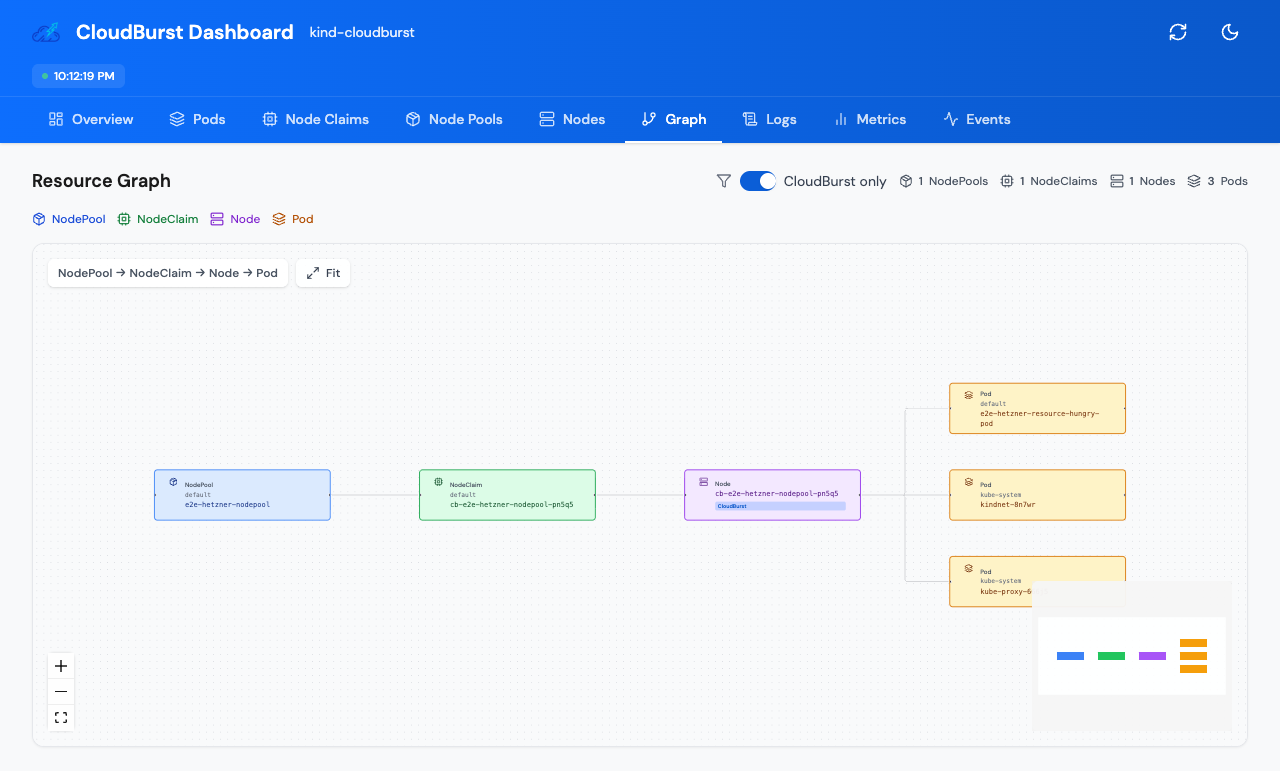 CloudBurst Dashboard kind-cloudburst
10:12:19 PM
Overview Pods Node Claims Node Pools Nodes Graph Logs Metrics Events
Resource Graph
CloudBurst only 1 NodePools 1 NodeClaims 1 Nodes 3 Pods
NodePool NodeClaim Node Pod
NodePool → NodeClaim → Node → Pod Fit
Pod
default
e2e-hetzner-resource-hungry-
pod
NodePool
default
e2e-hetzner-nodepool
NodeClaim
default
cb-e2e-hetzner-nodepool-pn5q5
Node
cb-e2e-hetzner-nodepool-pn5q5
CloudBurst
Pod
kube-system
kindnet-8n7wr
Pod
kube-system